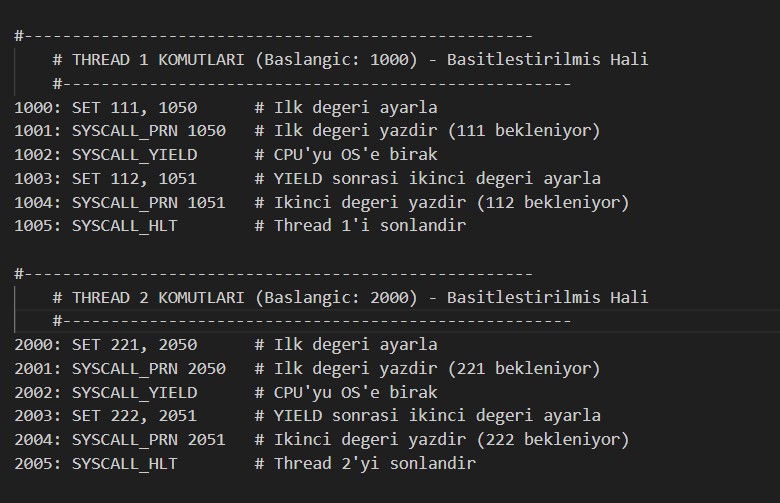 #-----------------------------------------------------
# THREAD 1 KOMUTLARI (Baslangic: 1000) - Basitlestirilmis Hali
#-----------------------------------------------------
1000: SET 111, 1050      # Ilk degeri ayarla
1001: SYSCALL_PRN 1050   # Ilk degeri yazdir (111 bekleniyor)
1002: SYSCALL_YIELD      # CPU'yu OS'e birak
1003: SET 112, 1051      # YIELD sonrasi ikinci degeri ayarla
1004: SYSCALL_PRN 1051   # Ikinci degeri yazdir (112 bekleniyor)
1005: SYSCALL_HLT        # Thread 1'i sonlandir
#-----------------------------------------------------
# THREAD 2 KOMUTLARI (Baslangic: 2000) - Basitlestirilmis Hali
#-----------------------------------------------------
2000: SET 221, 2050      # Ilk degeri ayarla
2001: SYSCALL_PRN 2050   # Ilk degeri yazdir (221 bekleniyor)
2002: SYSCALL_YIELD      # CPU'yu OS'e birak
2003: SET 222, 2051      # YIELD sonrasi ikinci degeri ayarla
2004: SYSCALL_PRN 2051   # Ikinci degeri yazdir (222 bekleniyor)
2005: SYSCALL_HLT        # Thread 2'yi sonlandir